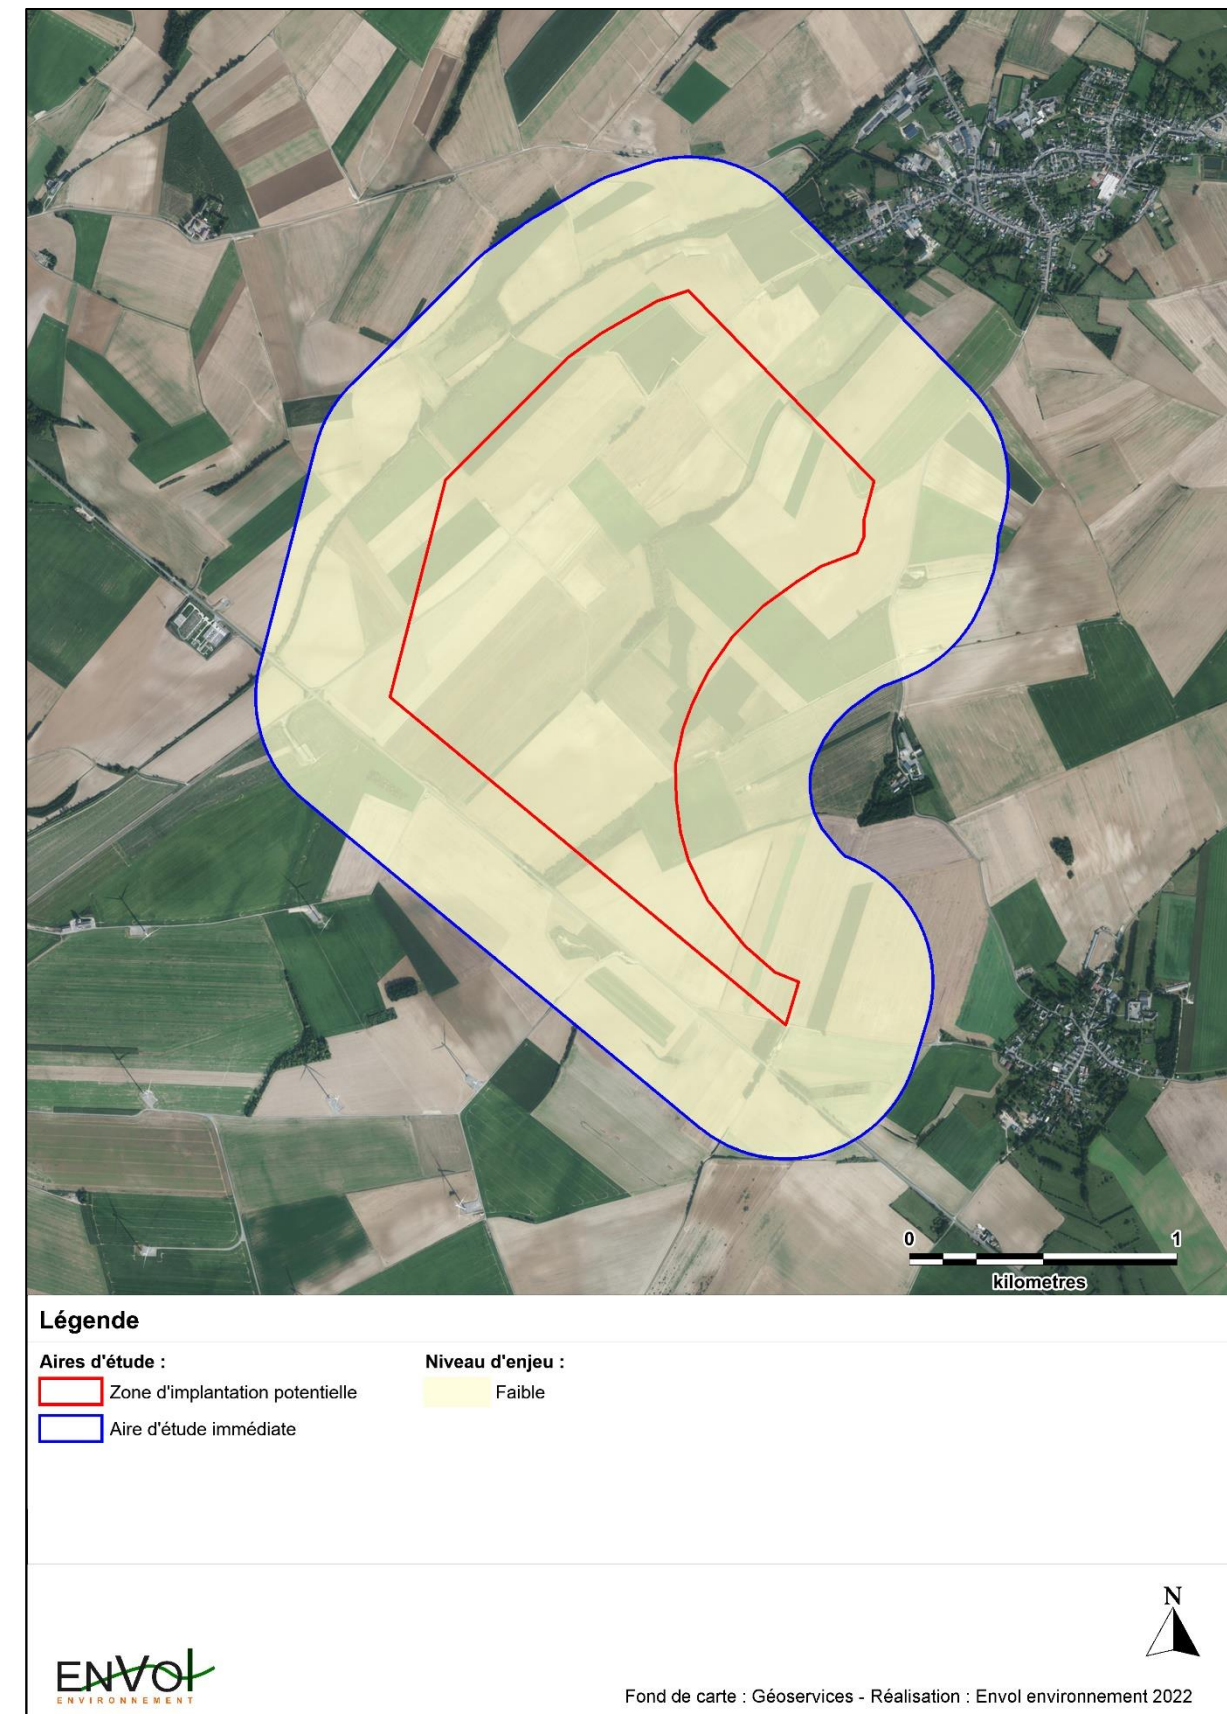 0 1
kilometres
Légende
Aires d'étude :
Zone d'implantation potentielle
Aire d'étude immédiate
Niveau d'enjeu :
Faible
N
ENVOl
ENVIRONNEMENT
Fond de carte : Géoservices - Réalisation : Envol environnement 2022